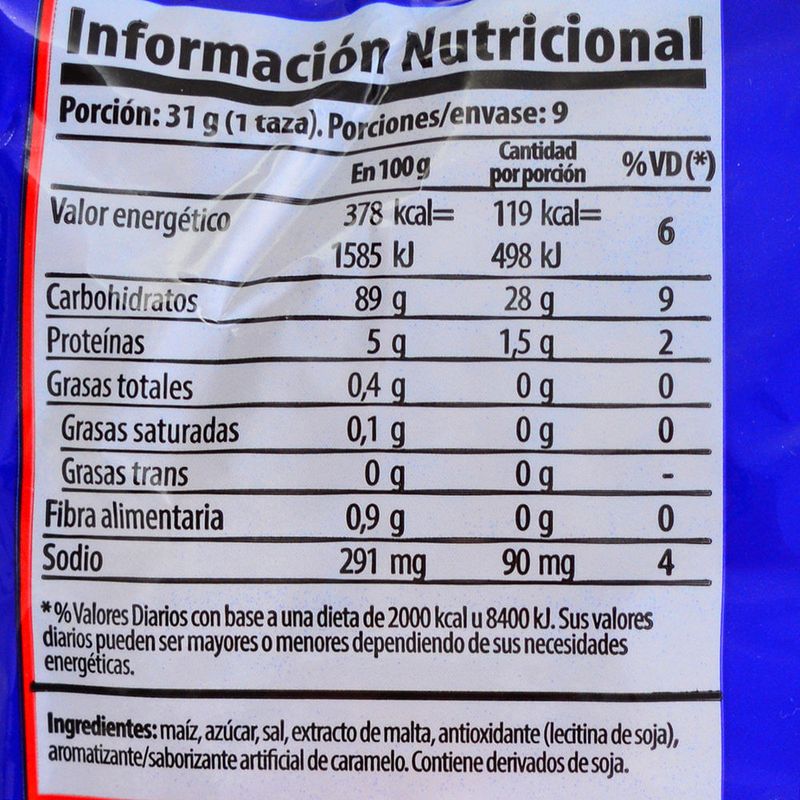 Información Nutricional
Porción: 31 g (1 taza). Porciones/envase: 9
En 100 g Cantidad por porción %VD (*)
Valor energético 378 kcal= 119 kcal= 6
1585 kJ 498 kJ
Carbohidratos 89 g 28 g 9
Proteínas 5 g 1,5 g 2
Grasas totales 0,4 g 0 g 0
Grasas saturadas 0,1 g 0 g 0
Grasas trans 0 g 0 g -
Fibra alimentaria 0,9 g 0 g 0
Sodio 291 mg 90 mg 4
*% Valores Diarios con base a una dieta de 2000 kcal u 8400 kJ. Sus valores
diarios pueden ser mayores o menores dependiendo de sus necesidades
energéticas.
Ingredientes: maíz, azúcar, sal, extracto de malta, antioxidante (lecitina de soja),
aromatizante/saborizante artificial de caramelo. Contiene derivados de soja.